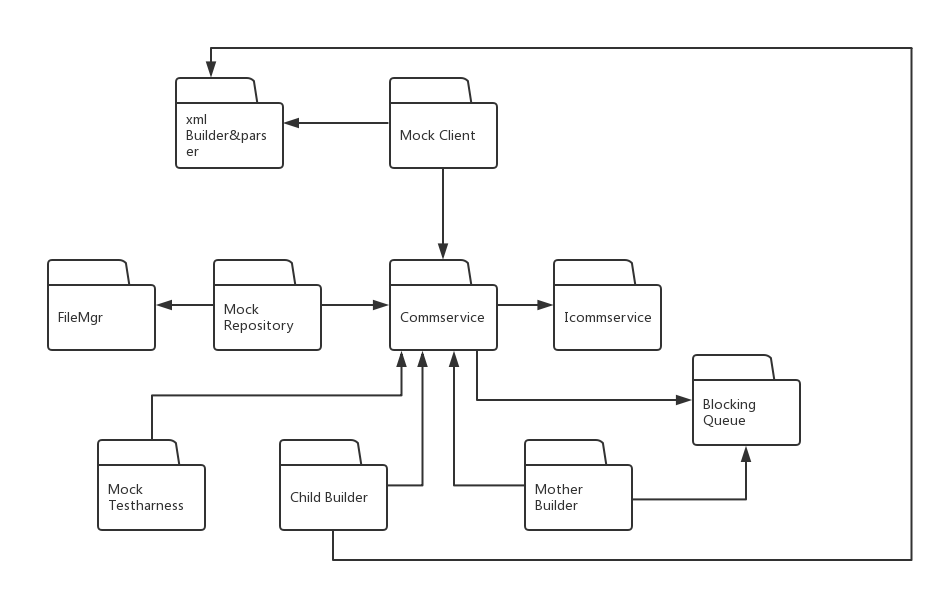 xml
Builder&pars
er
Mock Client
FileMgr
Mock
Repository
Commservice
Icommservice
Blocking
Queue
Mock
Testharness
Child Builder
Mother
Builder